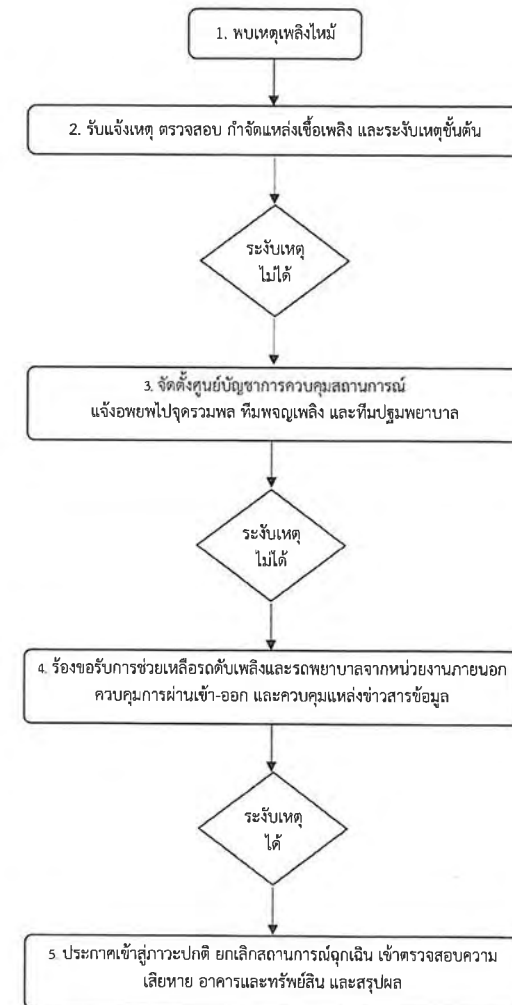 1. พบเหตุเพลิงไหม้
2. รับแจ้งเหตุ ตรวจสอบ กำจัดแหล่งเชื้อเพลิง และระงับเหตุขั้นต้น
ระงับเหตุ
ไม่ได้
3. จัดตั้งศูนย์บัญชาการควบคุมสถานการณ์
แจ้งอพยพไปจุดรวมพล ทีมพจญเพลิง และทีมปฐมพยาบาล
ระงับเหตุ
ไม่ได้
4. ร้องขอรับการช่วยเหลือรถดับเพลิงและรถพยาบาลจากหน่วยงานภายนอก
ควบคุมการผ่านเข้า-ออก และควบคุมแหล่งข่าวสารข้อมูล
ระงับเหตุ
ได้
5. ประกาศเข้าสู่ภาวะปกติ ยกเลิกสถานการณ์ฉุกเฉิน เข้าตรวจสอบความ
เสียหาย อาคารและทรัพย์สิน และสรุปผล